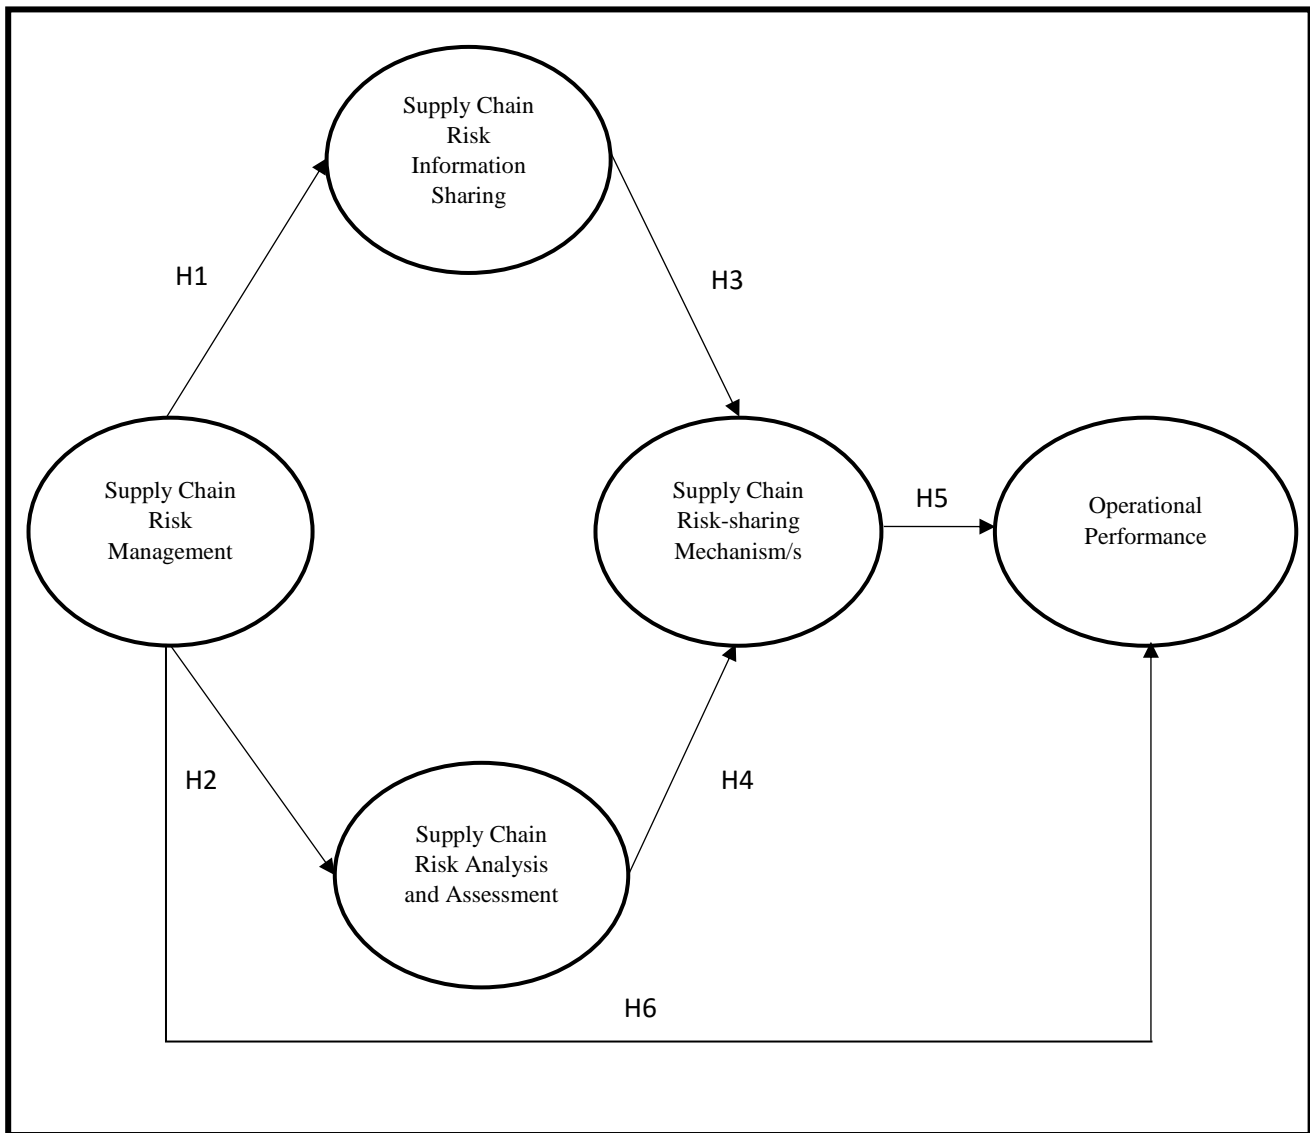 Supply Chain
Risk
Information
Sharing
H1
H3
Supply Chain
Risk
Management
Supply Chain
Risk-sharing
Mechanism/s
H5
Operational
Performance
H2
H4
Supply Chain
Risk Analysis
and Assessment
H6